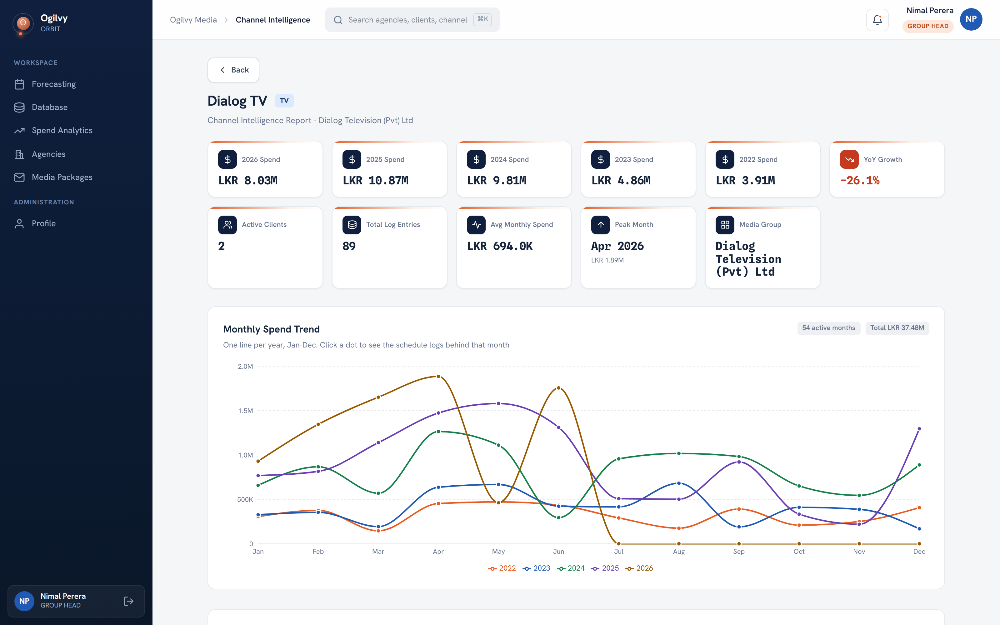 Ogilvy
ORBIT
WORKSPACE
Forecasting
Database
Spend Analytics
Agencies
Media Packages
ADMINISTRATION
Profile
NP
Nimal Perera
GROUP HEAD
Ogilvy Media > Channel Intelligence
Search agencies, clients, channel
⌘K
Nimal Perera
GROUP HEAD
NP
Back
Dialog TV
TV
Channel Intelligence Report · Dialog Television (Pvt) Ltd
2026 Spend
LKR 8.03M
2025 Spend
LKR 10.87M
2024 Spend
LKR 9.81M
2023 Spend
LKR 4.86M
2022 Spend
LKR 3.91M
YoY Growth
-26.1%
Active Clients
2
Total Log Entries
89
Avg Monthly Spend
LKR 694.0K
Peak Month
Apr 2026
LKR 1.89M
Media Group
Dialog
Television
(Pvt) Ltd
Monthly Spend Trend
54 active months
Total LKR 37.48M
One line per year, Jan-Dec. Click a dot to see the schedule logs behind that month
2.0M
1.5M
1.0M
500K
0
Jan Feb Mar Apr May Jun Jul Aug Sep Oct Nov Dec
2022 2023 2024 2025 2026